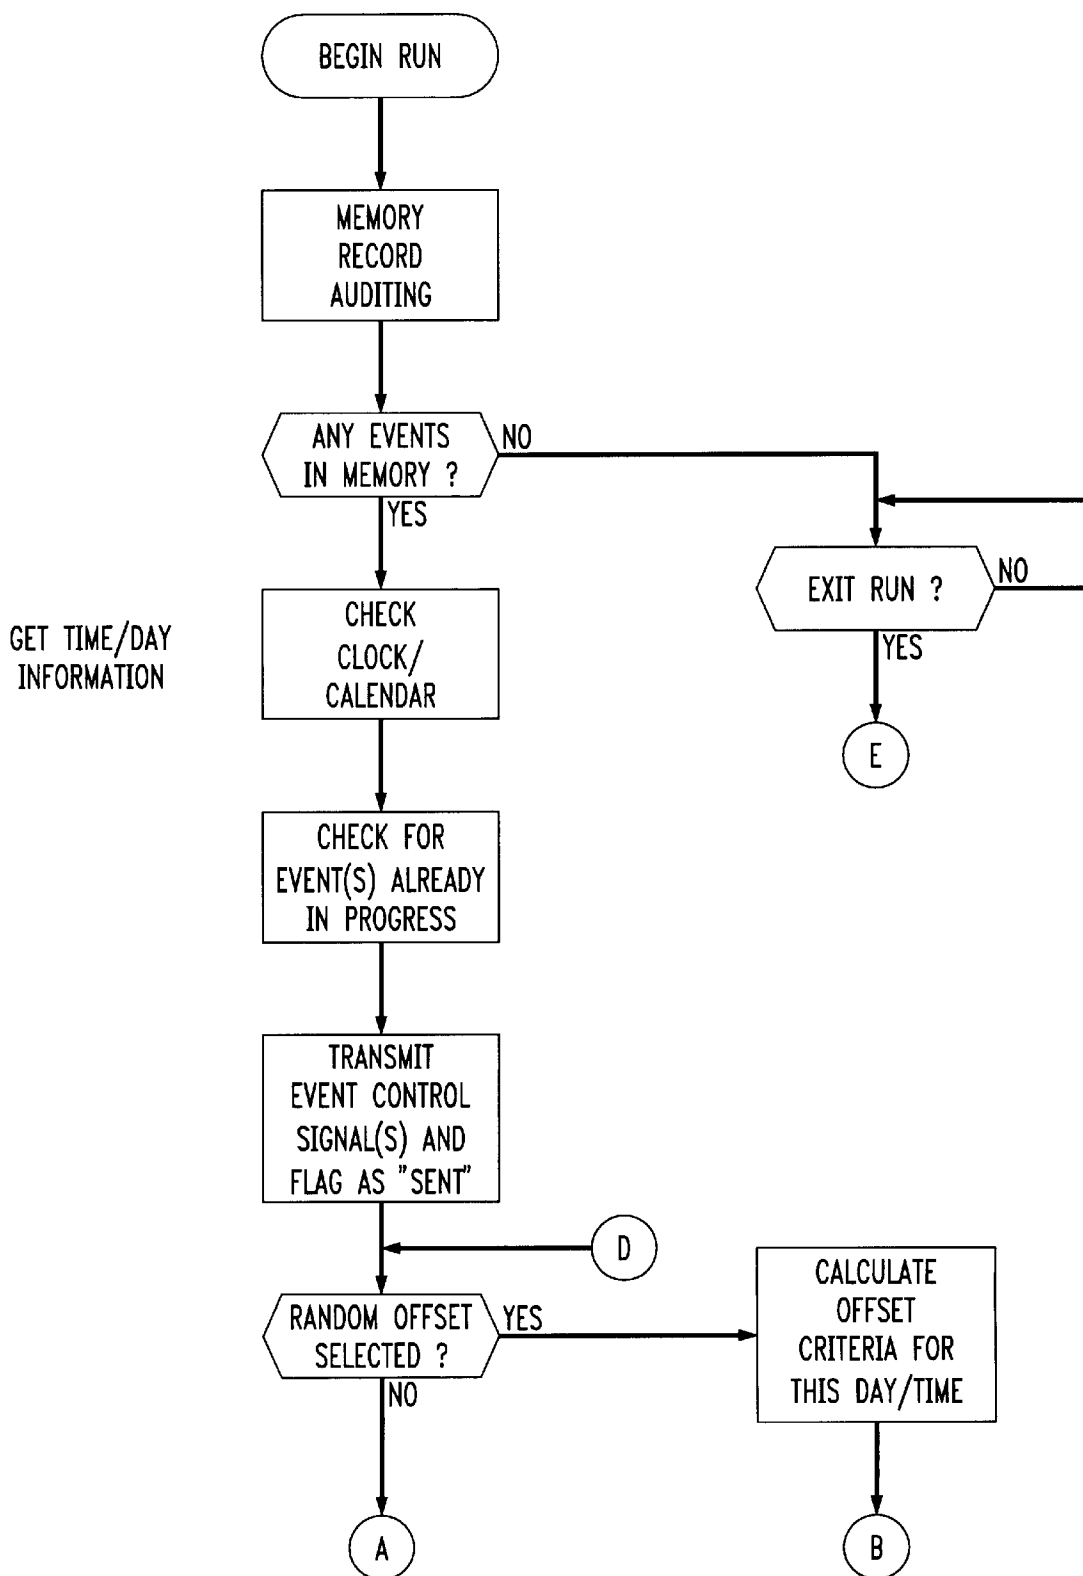 BEGIN RUN
MEMORY
RECORD
AUDITING
ANY EVENTS
IN MEMORY ?
NO
YES
EXIT RUN ?
NO
YES
E
GET TIME/DAY
INFORMATION
CHECK
CLOCK/
CALENDAR
CHECK FOR
EVENT(S) ALREADY
IN PROGRESS
TRANSMIT
EVENT CONTROL
SIGNAL(S) AND
FLAG AS "SENT"
D
RANDOM OFFSET
SELECTED ?
YES
NO
CALCULATE
OFFSET
CRITERIA FOR
THIS DAY/TIME
A
B